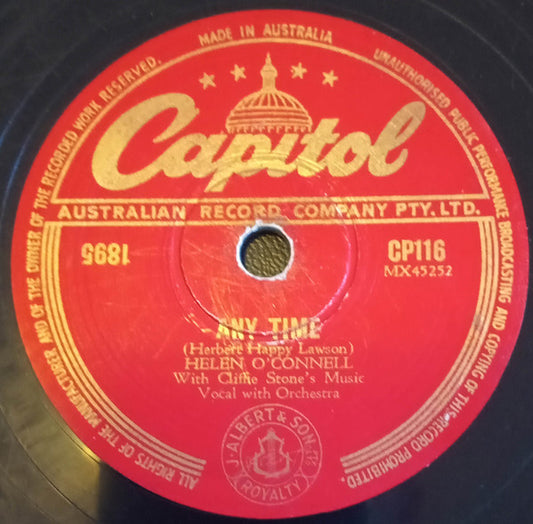 MADE IN AUSTRALIA
ALL RIGHTS OF THE MANUFACTURER AND OF THE OWNER OF THE RECORDED WORK RESERVED.
UNAUTHORISED PUBLIC PERFORMANCE BROADCASTING AND COPYING OF THIS RECORD PROHIBITED.
Capitol
AUSTRALIAN RECORD COMPANY PTY. LTD.
1895
CP116
MX45252
ANY TIME
(Herbert Happy Lawson)
HELEN O'CONNELL
With Cliffie Stone's Music
Vocal with Orchestra
J. ALBERT & SON P/L
ROYALTY